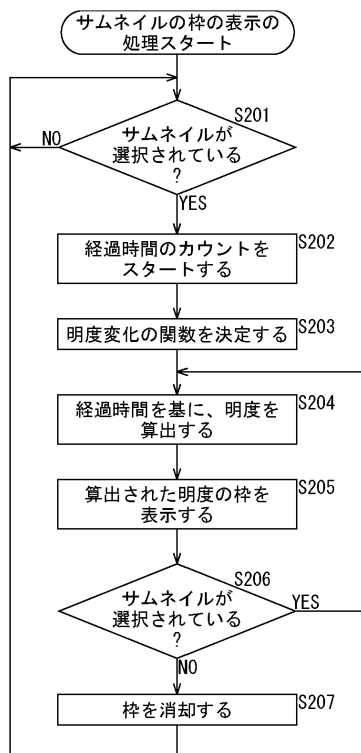 サムネイルの枠の表示の
処理スタート
S201
NO
サムネイルが
選択されている
?
YES
S202
経過時間のカウントを
スタートする
S203
明度変化の関数を決定する
S204
経過時間を基に、明度を
算出する
S205
算出された明度の枠を
表示する
S206
サムネイルが
選択されている
?
YES
NO
S207
枠を消却する